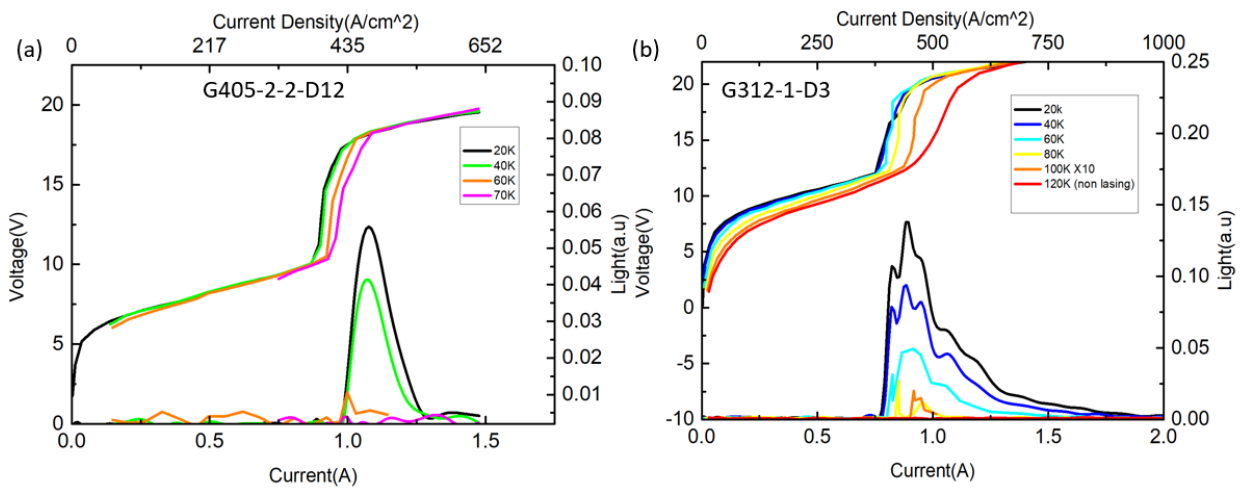 (a)
Current Density(A/cm^2)
0 217 435 652
G405-2-2-D12
20K
40K
60K
70K
Voltage(V)
20
15
10
5
0
Light(a.u)
0.10
0.09
0.08
0.07
0.06
0.05
0.04
0.03
0.02
0.01
0.00
0.0 0.5 1.0 1.5
Current(A)
(b)
Current Density(A/cm^2)
0 250 500 750 1000
G312-1-D3
20k
40K
60K
80K
100K X10
120K (non lasing)
Voltage(V)
20
15
10
5
0
-5
-10
Light(a.u)
0.25
0.20
0.15
0.10
0.05
0.00
0.0 0.5 1.0 1.5 2.0
Current(A)